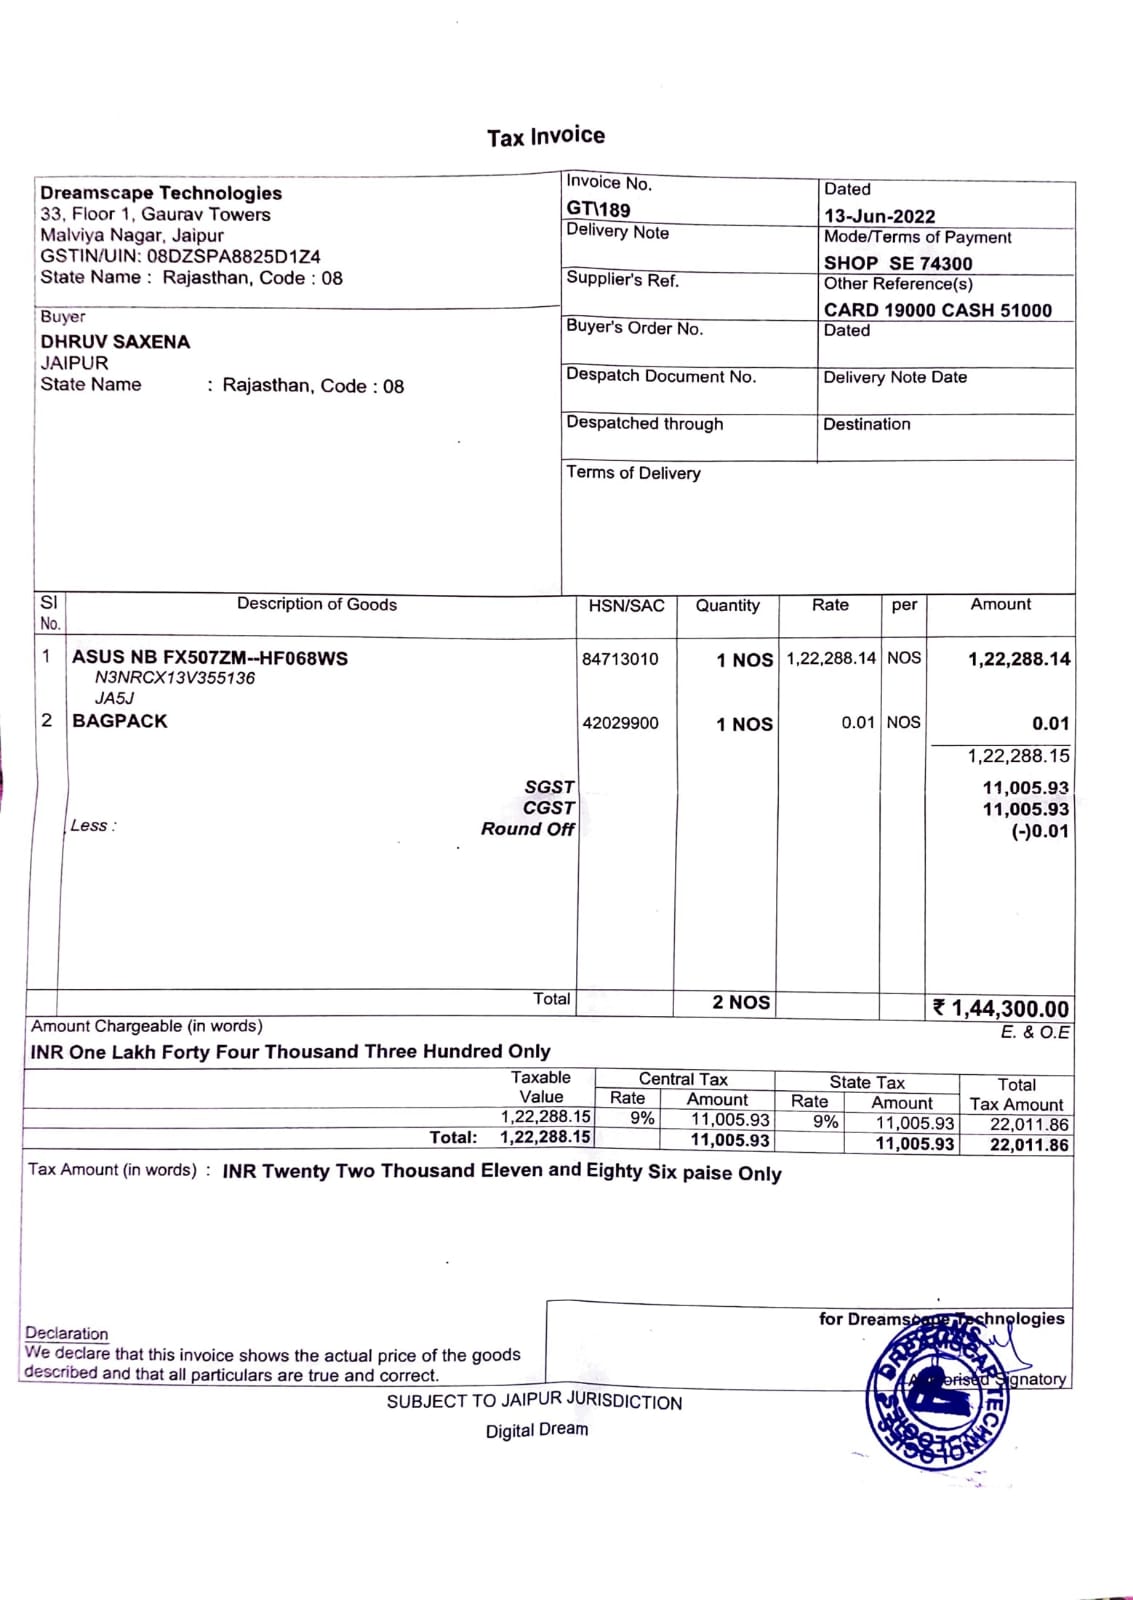 Tax Invoice
Dreamscape Technologies
33, Floor 1, Gaurav Towers
Malviya Nagar, Jaipur
GSTIN/UIN: 08DZSPA8825D1Z4
State Name : Rajasthan, Code : 08
Invoice No.
GT\189
Dated
13-Jun-2022
Delivery Note
Mode/Terms of Payment
SHOP SE 74300
Supplier's Ref.
Other Reference(s)
CARD 19000 CASH 51000
Buyer
DHRUV SAXENA
JAIPUR
State Name : Rajasthan, Code : 08
Buyer's Order No.
Dated
Despatch Document No.
Delivery Note Date
Despatched through
Destination
Terms of Delivery
Sl No. Description of Goods HSN/SAC Quantity Rate per Amount
1 ASUS NB FX507ZM--HF068WS 84713010 1 NOS 1,22,288.14 NOS 1,22,288.14
N3NRCX13V355136
JA5J
2 BAGPACK 42029900 1 NOS 0.01 NOS 0.01
1,22,288.15
SGST 11,005.93
CGST 11,005.93
Less : Round Off (-)0.01
Total 2 NOS ₹ 1,44,300.00
Amount Chargeable (in words) E. & O.E
INR One Lakh Forty Four Thousand Three Hundred Only
Taxable Value Central Tax State Tax Total Tax Amount
Rate Amount Rate Amount
1,22,288.15 9% 11,005.93 9% 11,005.93 22,011.86
Total: 1,22,288.15 11,005.93 11,005.93 22,011.86
Tax Amount (in words) : INR Twenty Two Thousand Eleven and Eighty Six paise Only
for Dreamscape Technologies
Declaration
We declare that this invoice shows the actual price of the goods
described and that all particulars are true and correct.
Authorised Signatory
SUBJECT TO JAIPUR JURISDICTION
Digital Dream